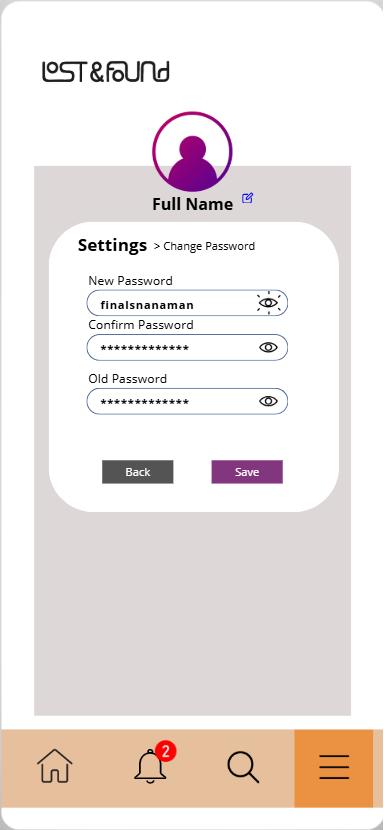 LOST & FOUND
Full Name
Settings > Change Password
New Password
finalsnanaman
Confirm Password
*************
Old Password
*************
Back Save
2